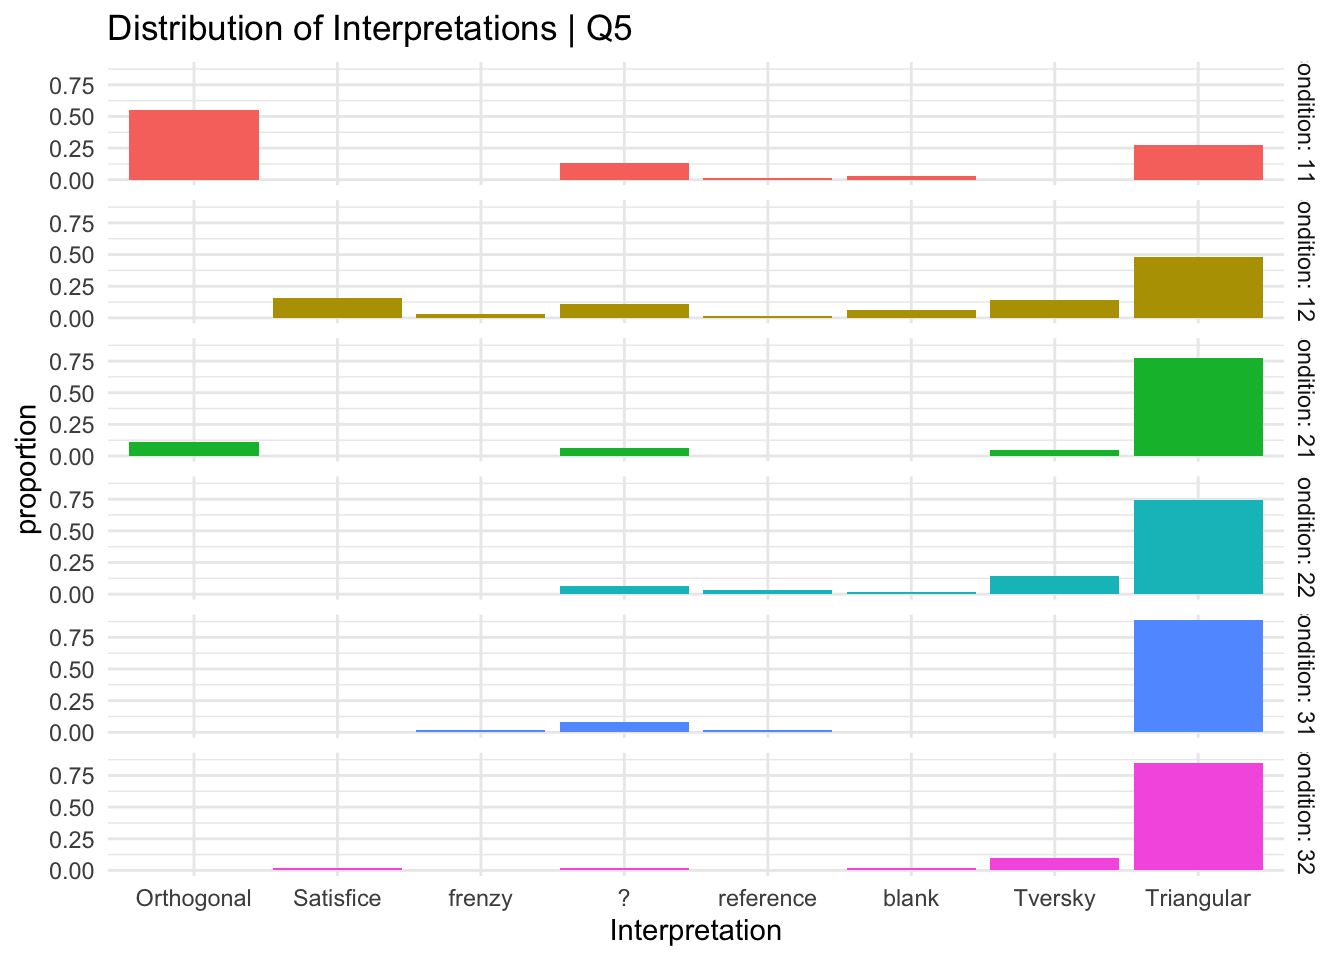 Distribution of Interpretations | Q5
proportion
0.75
0.50
0.25
0.00
ondition: 11
0.75
0.50
0.25
0.00
ondition: 12
0.75
0.50
0.25
0.00
ondition: 21
0.75
0.50
0.25
0.00
ondition: 22
0.75
0.50
0.25
0.00
ondition: 31
0.75
0.50
0.25
0.00
ondition: 32
Orthogonal Satisfice frenzy ? reference blank Tversky Triangular
Interpretation